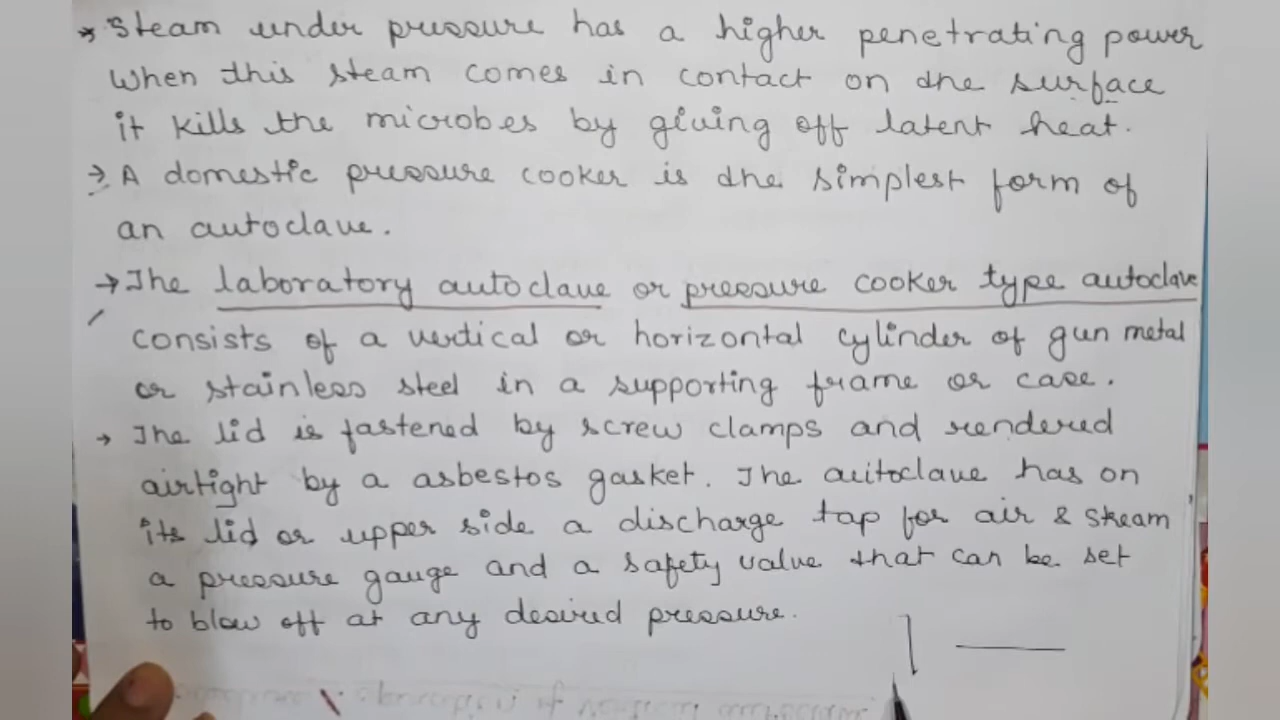 → Steam under pressure has a higher penetrating power
When this steam comes in contact on the surface
it kills the microbes by giving off latent heat.
→ A domestic pressure cooker is the simplest form of
an autoclave.
→ The laboratory autoclave or pressure cooker type autoclave
consists of a vertical or horizontal cylinder of gun metal
or stainless steel in a supporting frame or case.
→ The lid is fastened by screw clamps and rendered
airtight by a asbestos gasket. The autoclave has on
its lid or upper side a discharge tap for air & steam
a pressure gauge and a safety value that can be set
to blow off at any desired pressure.